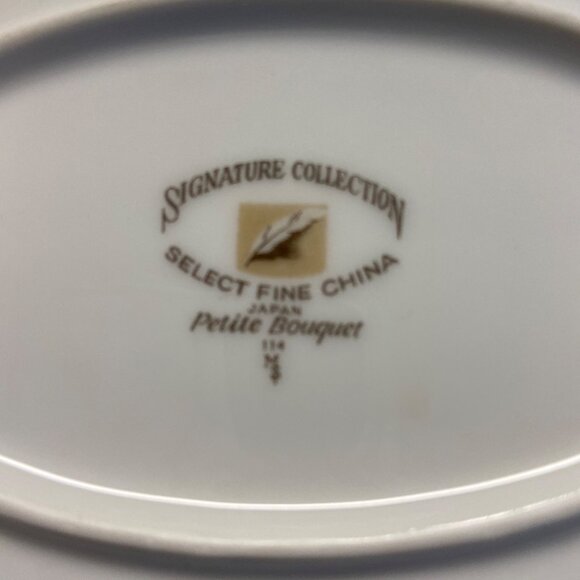 SIGNATURE COLLECTION
SELECT FINE CHINA
JAPAN
Petite Bouquet
114